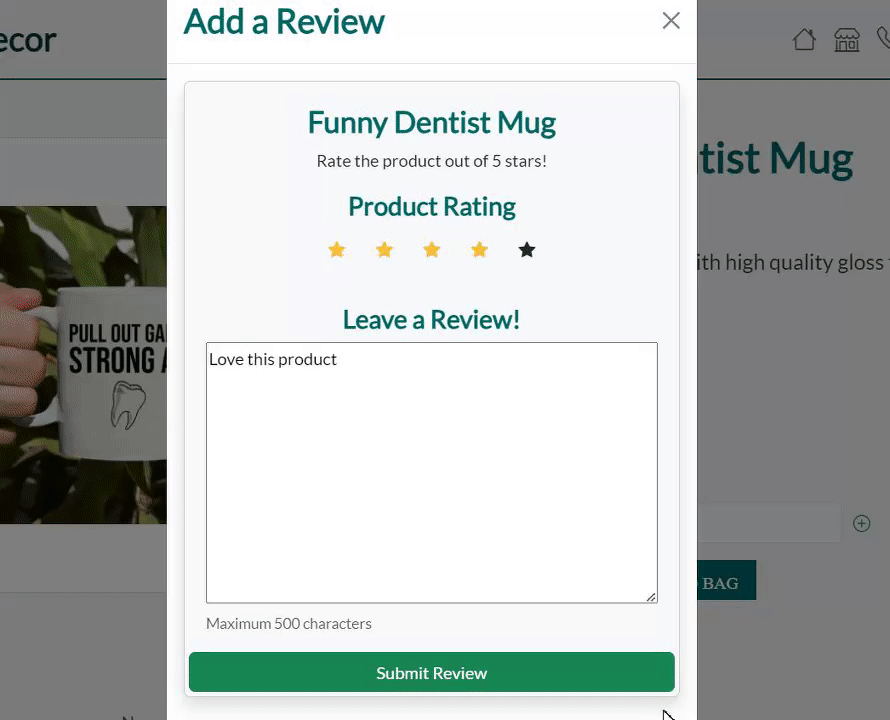 Add a Review
ecor
Funny Dentist Mug
Rate the product out of 5 stars!
Product Rating
Leave a Review!
Love this product
Maximum 500 characters
Submit Review
tist Mug
ith high quality gloss
BAG
PULL OUT GA
STRONG A